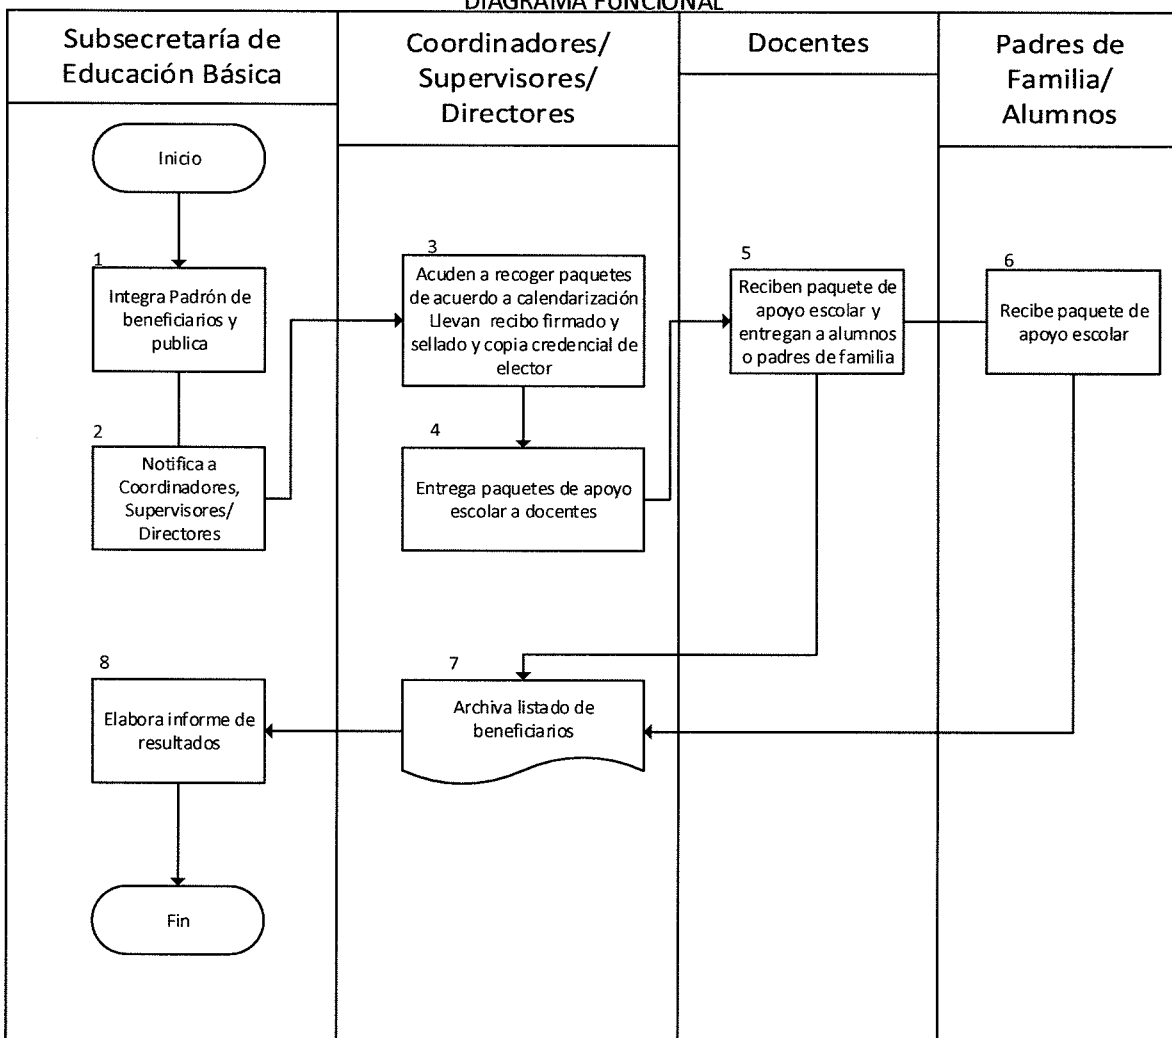 DIAGRAMA FUNCIONAL
Subsecretaría de
Educación Básica
Coordinadores/
Supervisores/
Directores
Docentes
Padres de
Familia/
Alumnos
Inicio
1
Integra Padrón de
beneficiarios y
publica
2
Notifica a
Coordinadores,
Supervisores/
Directores
3
Acuden a recoger paquetes
de acuerdo a calendarización
Llevan recibo firmado y
sellado y copia credencial de
elector
4
Entrega paquetes de apoyo
escolar a docentes
5
Reciben paquete de
apoyo escolar y
entregan a alumnos
o padres de familia
6
Recibe paquete de
apoyo escolar
7
Archiva listado de
beneficiarios
8
Elabora informe de
resultados
Fin